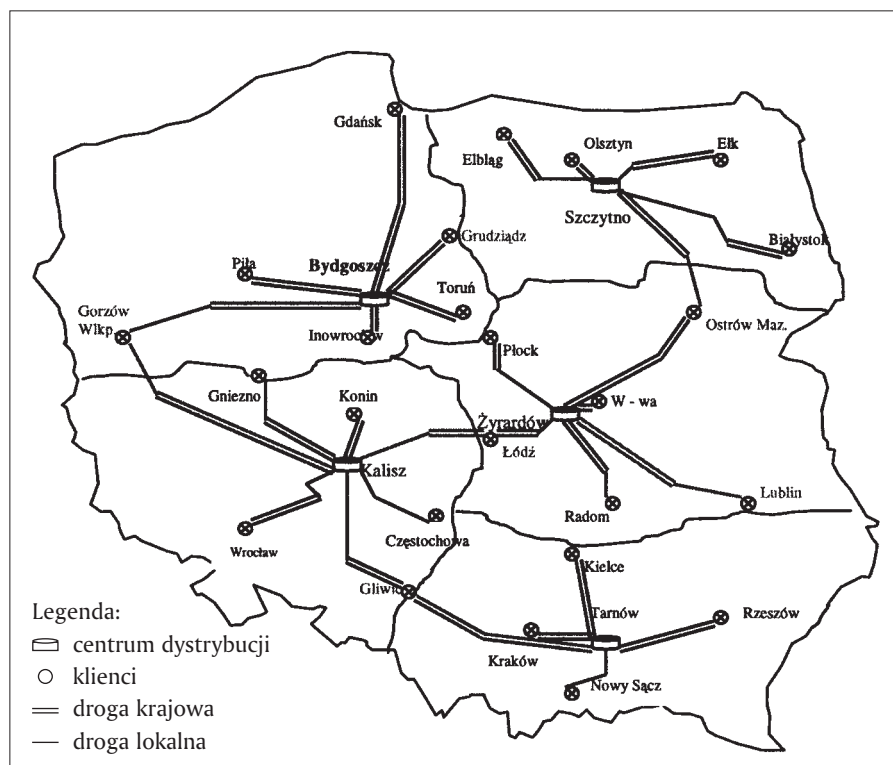 Gdańsk
Olsztyn
Ełk
Elbląg
Szczytno
Białystok
Grudziądz
Bydgoszcz
Piła
Toruń
Gorzów
Wlkp.
Inowrocław
Ostrów Maz.
Płock
Gniezno
Konin
W - wa
Żyrardów
Łódź
Kalisz
Lublin
Radom
Częstochowa
Wrocław
Kielce
Gliwic
Tarnów
Rzeszów
Kraków
Nowy Sącz
Legenda:
centrum dystrybucji
klienci
droga krajowa
droga lokalna